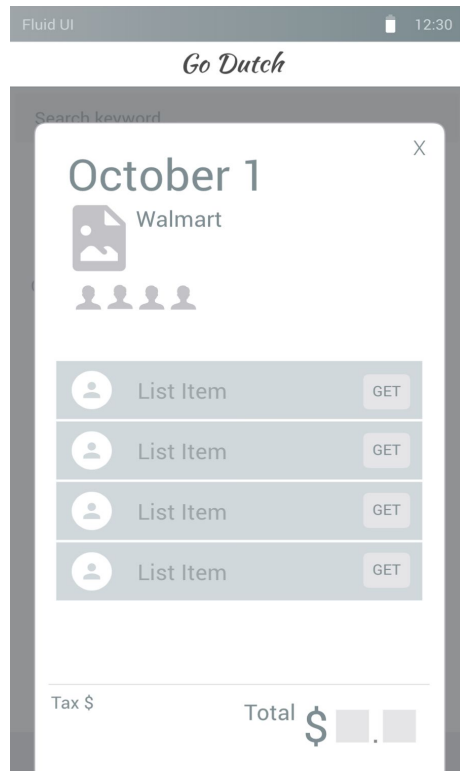 Fluid UI 12:30
Go Dutch
Search keyword
X
October 1
Walmart
List Item GET
List Item GET
List Item GET
List Item GET
Tax $
Total $ .